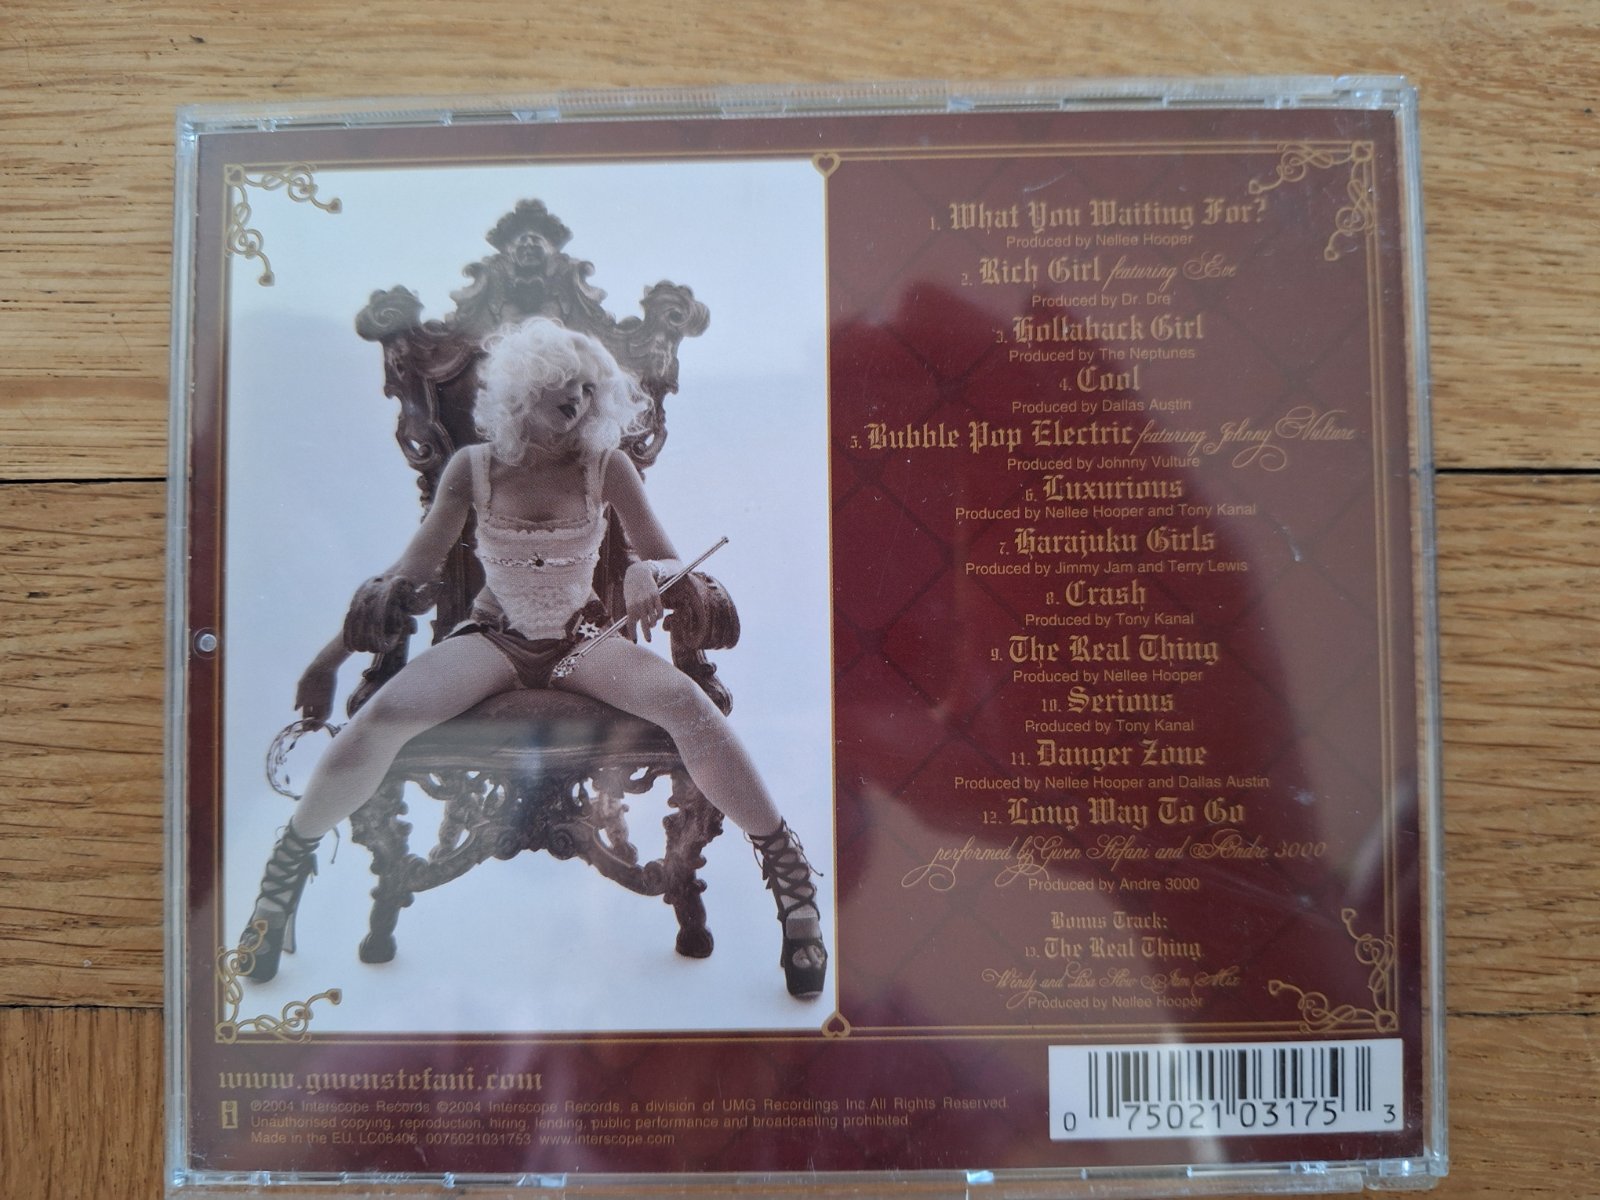 1. What You Waiting For?
Produced by Nellee Hooper
2. Rich Girl featuring Eve
Produced by Dr. Dre
3. Hollaback Girl
Produced by The Neptunes
4. Cool
Produced by Dallas Austin
5. Bubble Pop Electric featuring Johnny Vulture
Produced by Johnny Vulture
6. Luxurious
Produced by Nellee Hooper and Tony Kanal
7. Harajuku Girls
Produced by Jimmy Jam and Terry Lewis
8. Crash
Produced by Tony Kanal
9. The Real Thing
Produced by Nellee Hooper
10. Serious
Produced by Tony Kanal
11. Danger Zone
Produced by Nellee Hooper and Dallas Austin
12. Long Way To Go
performed by Gwen Stefani and Andre 3000
Produced by Andre 3000
Bonus Track:
13. The Real Thing
Wendy and Lisa Slow Jam Mix
Produced by Nellee Hooper
www.gwenstefani.com
℗2004 Interscope Records ©2004 Interscope Records, a division of UMG Recordings Inc.All Rights Reserved.
Unauthorised copying, reproduction, hiring, lending, public performance and broadcasting prohibited.
Made in the EU. LC06406. 0075021031753 www.interscope.com
0 75021 03175 3